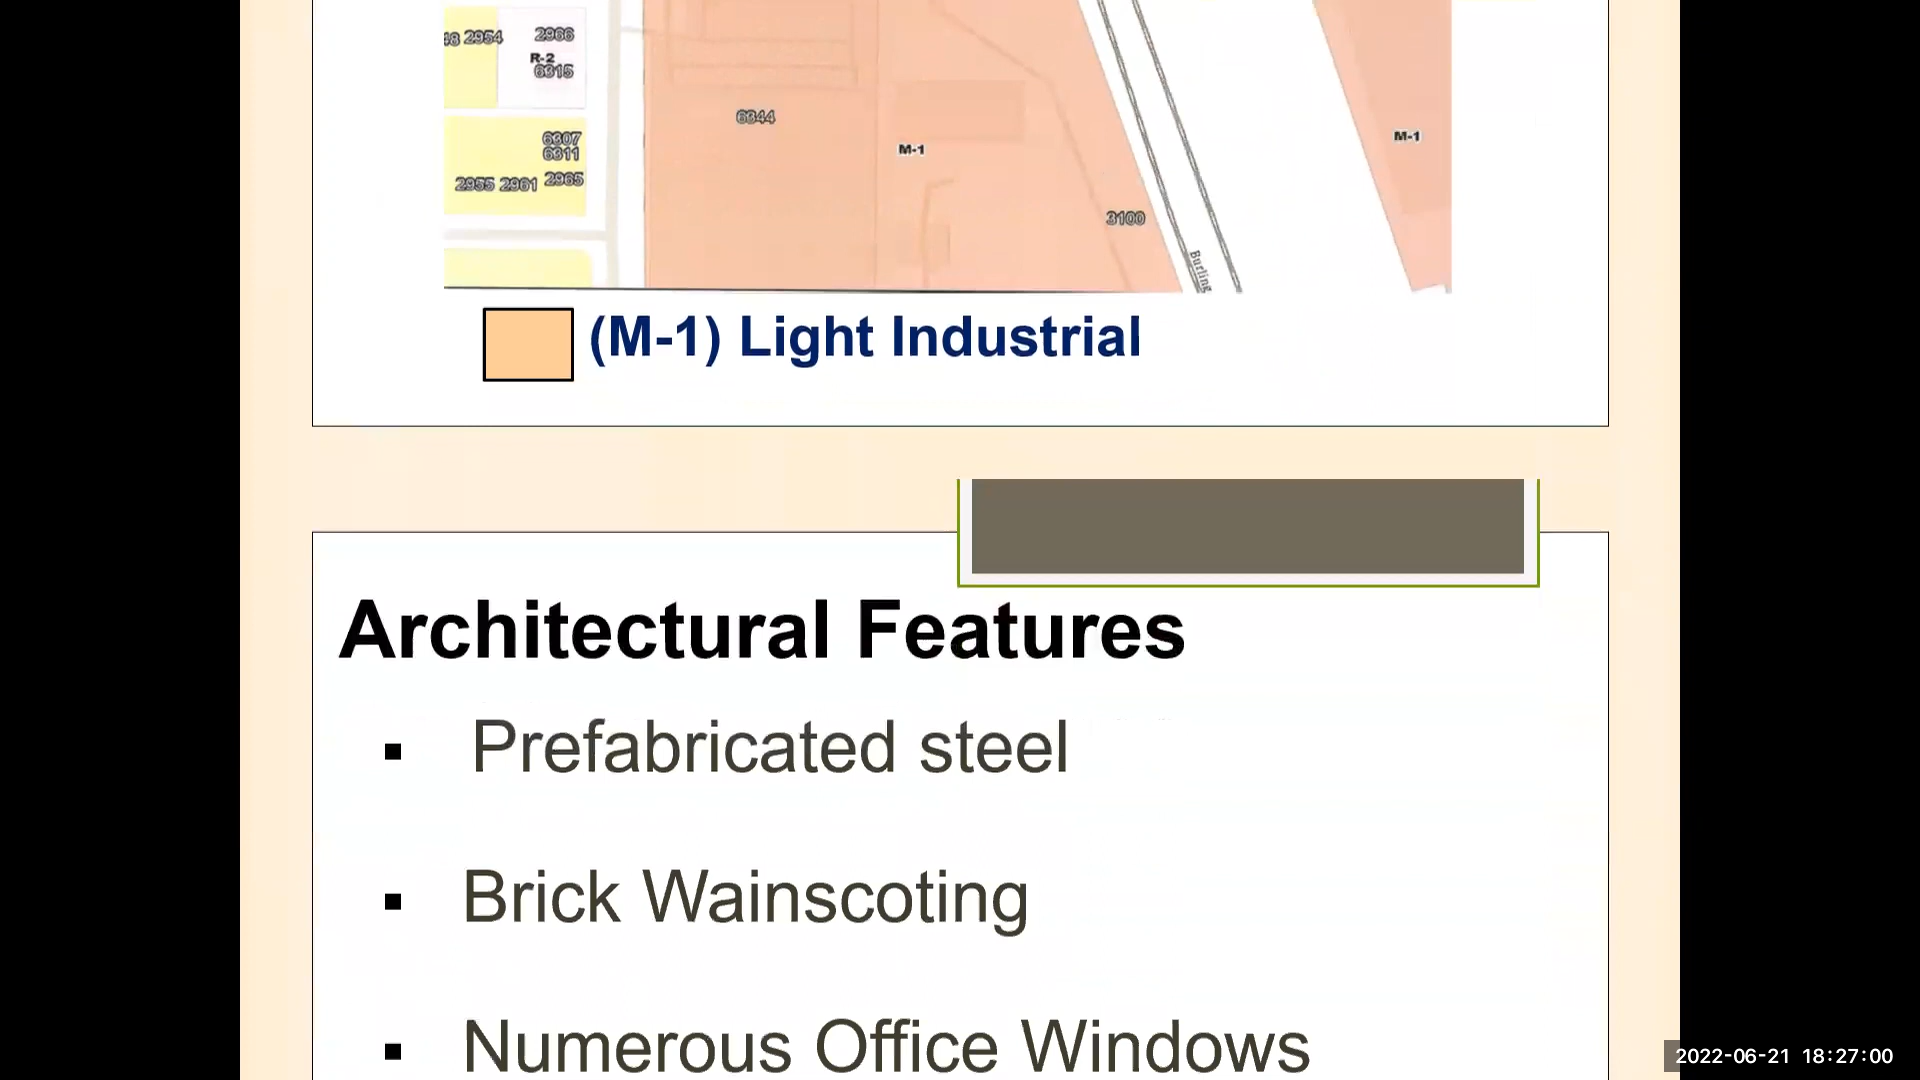 2954
2966
R-2
6315
6307
6311
2955 2961 2965
6344
M-1
3100
M-1
Burling
(M-1) Light Industrial
Architectural Features
▪ Prefabricated steel
▪ Brick Wainscoting
▪ Numerous Office Windows
2022-06-21 18:27:00